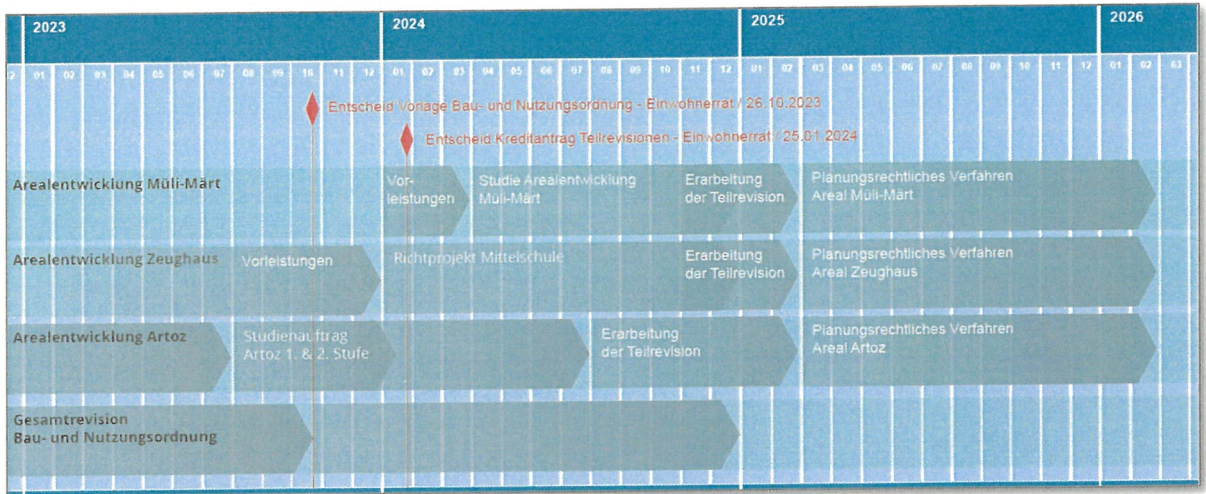 2023
2024
2025
2026
2 01 02 03 04 05 06 07 08 09 10 11 12 01 02 03 04 05 06 07 08 09 10 11 12 01 02 03 04 05 06 07 08 09 10 11 12 01 02 03
Entscheid Vorlage Bau- und Nutzungsordnung - Einwohnerrat / 26.10.2023
Entscheid Kreditantrag Teilrevisionen - Einwohnerrat / 25.01.2024
Arealentwicklung Müli-Märt
Vor-
leistungen
Studie Arealentwicklung
Müli-Märt
Erarbeitung
der Teilrevision
Planungsrechtliches Verfahren
Areal Müli-Märt
Arealentwicklung Zeughaus
Vorleistungen
Richtprojekt Mittelschule
Erarbeitung
der Teilrevision
Planungsrechtliches Verfahren
Areal Zeughaus
Arealentwicklung Artoz
Studienauftrag
Artoz 1. & 2. Stufe
Erarbeitung
der Teilrevision
Planungsrechtliches Verfahren
Areal Artoz
Gesamtrevision
Bau- und Nutzungsordnung